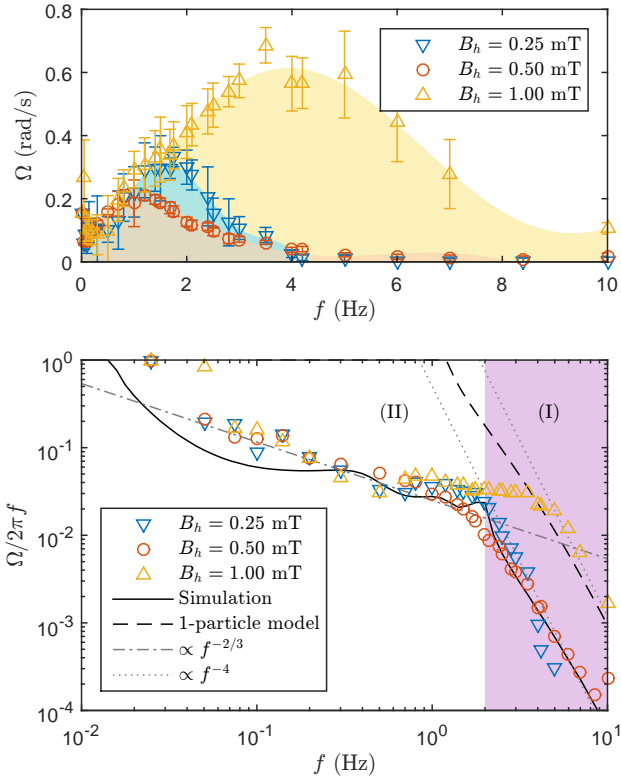 0.8
0.6
0.4
0.2
0
Ω (rad/s)
B_h = 0.25 mT
B_h = 0.50 mT
B_h = 1.00 mT
0 2 4 6 8 10
f (Hz)
10^0
10^-1
10^-2
10^-3
10^-4
Ω/2πf
(II) (I)
B_h = 0.25 mT
B_h = 0.50 mT
B_h = 1.00 mT
Simulation
1-particle model
∝ f^{-2/3}
∝ f^{-4}
10^-2 10^-1 10^0 10^1
f (Hz)